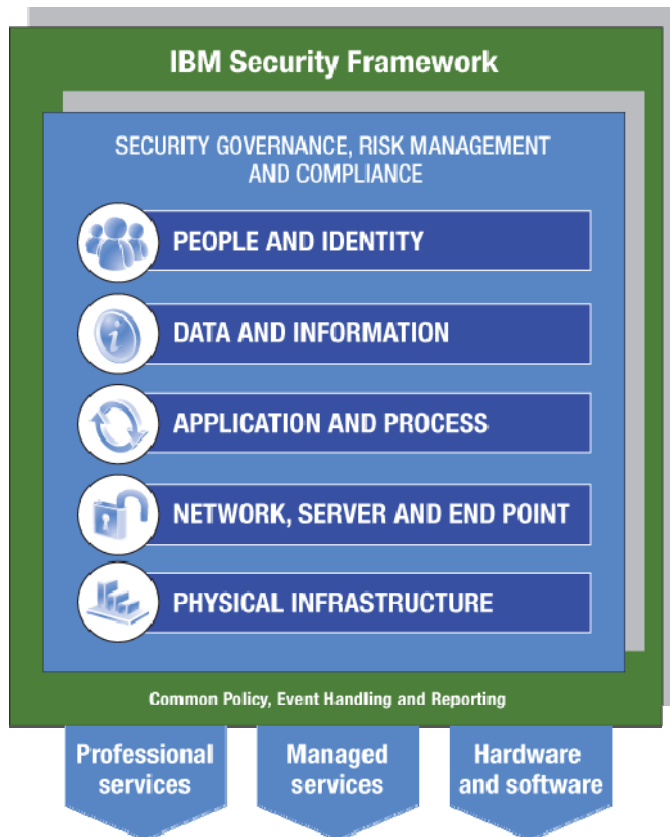 IBM Security Framework
SECURITY GOVERNANCE, RISK MANAGEMENT
AND COMPLIANCE
PEOPLE AND IDENTITY
DATA AND INFORMATION
APPLICATION AND PROCESS
NETWORK, SERVER AND END POINT
PHYSICAL INFRASTRUCTURE
Common Policy, Event Handling and Reporting
Professional
services
Managed
services
Hardware
and software